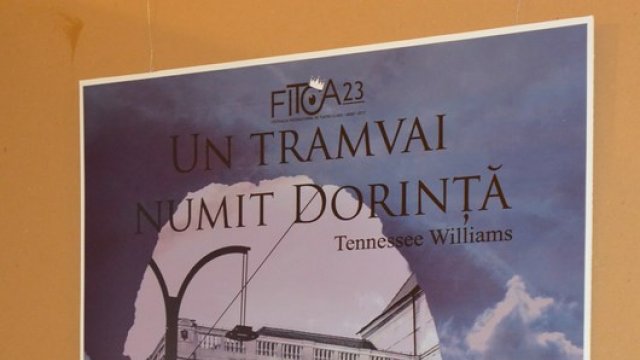 FITCA23
UN TRAMVAI
NUMIT DORINȚĂ
Tennessee Williams